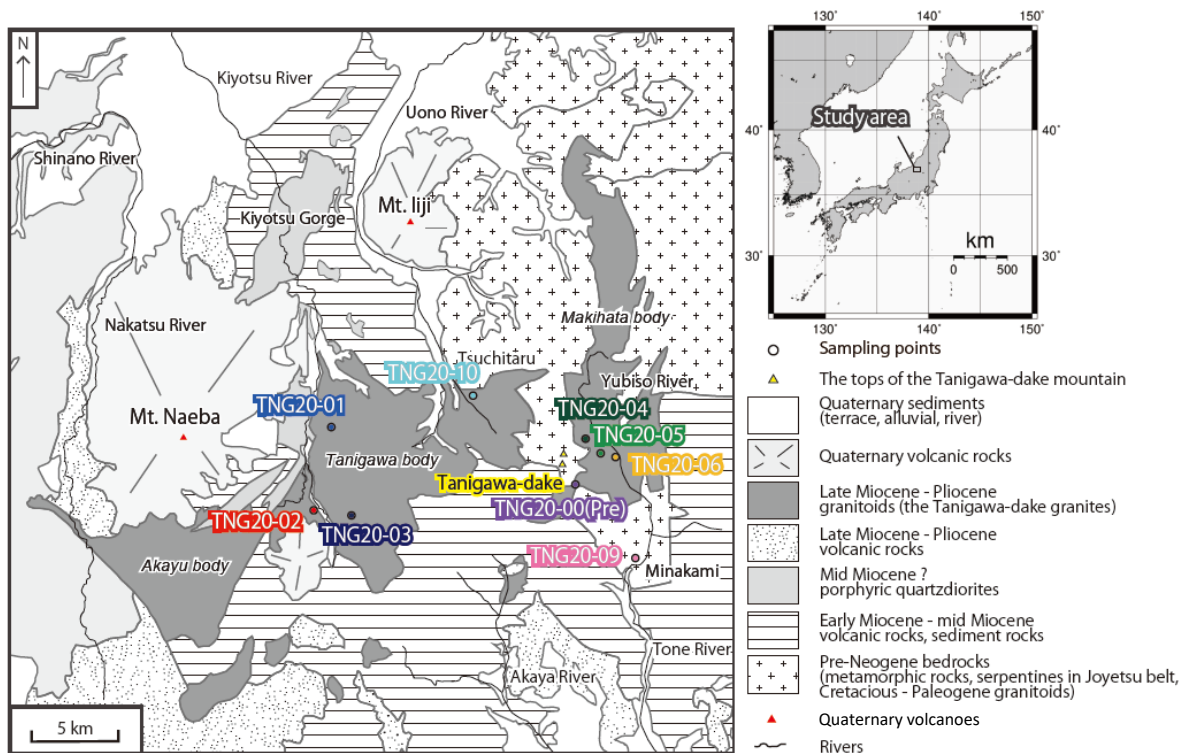 N
Kiyotsu River
Uono River
Shinano River
Kiyotsu Gorge
Mt. Iiji
Nakatsu River
Makihata body
Tsuchitaru
TNG20-10
Yubiso River
TNG20-01
TNG20-04
Mt. Naeba
TNG20-05
Tanigawa body
TNG20-06
Tanigawa-dake
TNG20-00(Pre)
TNG20-02
TNG20-03
TNG20-09
Akayu body
Minakami
Tone River
Akaya River
5 km
130˚
140˚
150˚
Study area
40˚
40˚
km
30˚
0
500
30˚
130˚
140˚
150˚
Sampling points
The tops of the Tanigawa-dake mountain
Quaternary sediments
(terrace, alluvial, river)
Quaternary volcanic rocks
Late Miocene - Pliocene
granitoids (the Tanigawa-dake granites)
Late Miocene - Pliocene
volcanic rocks
Mid Miocene ?
porphyric quartzdiorites
Early Miocene - mid Miocene
volcanic rocks, sediment rocks
Pre-Neogene bedrocks
(metamorphic rocks, serpentines in Joyetsu belt,
Cretacious - Paleogene granitoids)
Quaternary volcanoes
Rivers